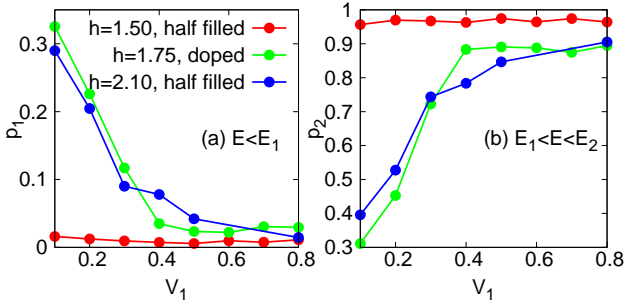 h=1.50, half filled
h=1.75, doped
h=2.10, half filled
(a) E<E₁
p₁
0.3
0.2
0.1
0
0.2
0.4
0.6
0.8
V₁
(b) E₁<E<E₂
p₂
1
0.9
0.8
0.7
0.6
0.5
0.4
0.3
0.2
0.4
0.6
0.8
V₁